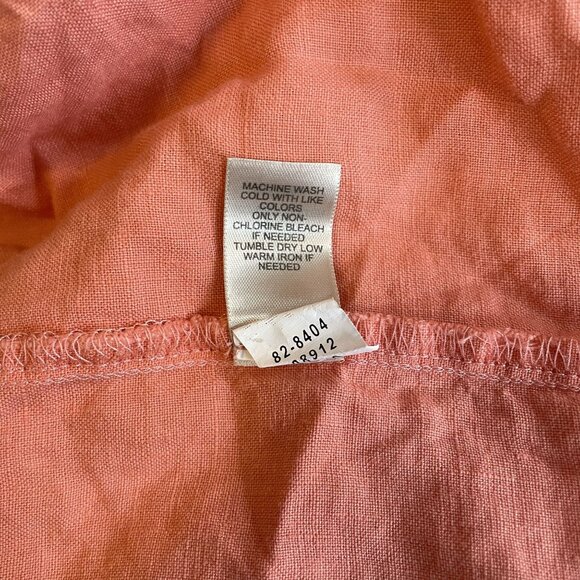 MACHINE WASH
COLD WITH LIKE
COLORS
ONLY NON-
CHLORINE BLEACH
IF NEEDED
TUMBLE DRY LOW
WARM IRON IF
NEEDED
82-8404